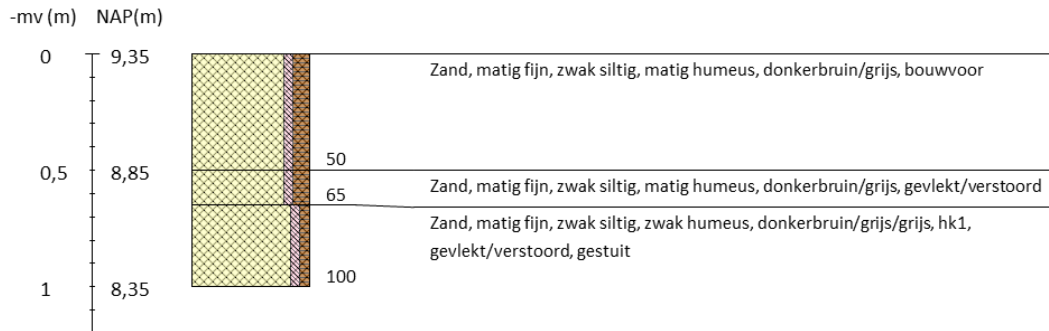 -mv (m) NAP(m)
0 9,35
Zand, matig fijn, zwak siltig, matig humeus, donkerbruin/grijs, bouwvoor
50
0,5 8,85
Zand, matig fijn, zwak siltig, matig humeus, donkerbruin/grijs, gevlekt/verstoord
65
Zand, matig fijn, zwak siltig, zwak humeus, donkerbruin/grijs/grijs, hk1,
gevlekt/verstoord, gestuit
100
1 8,35